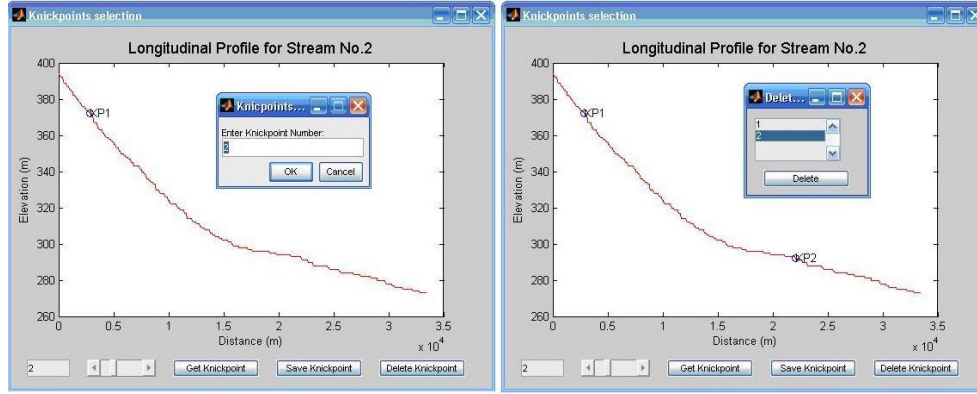 Knickpoints selection
Longitudinal Profile for Stream No.2
400
380
360
340
320
300
280
260
Elevation (m)
KP1
Knicpoints...
Enter Knickpoint Number:
2
OK Cancel
0 0.5 1 1.5 2 2.5 3 3.5
Distance (m)
x 10^4
2 Get Knickpoint Save Knickpoint Delete Knickpoint
Knickpoints selection
Longitudinal Profile for Stream No.2
400
380
360
340
320
300
280
260
Elevation (m)
KP1
Delet...
1
2
Delete
KP2
0 0.5 1 1.5 2 2.5 3 3.5
Distance (m)
x 10^4
2 Get Knickpoint Save Knickpoint Delete Knickpoint